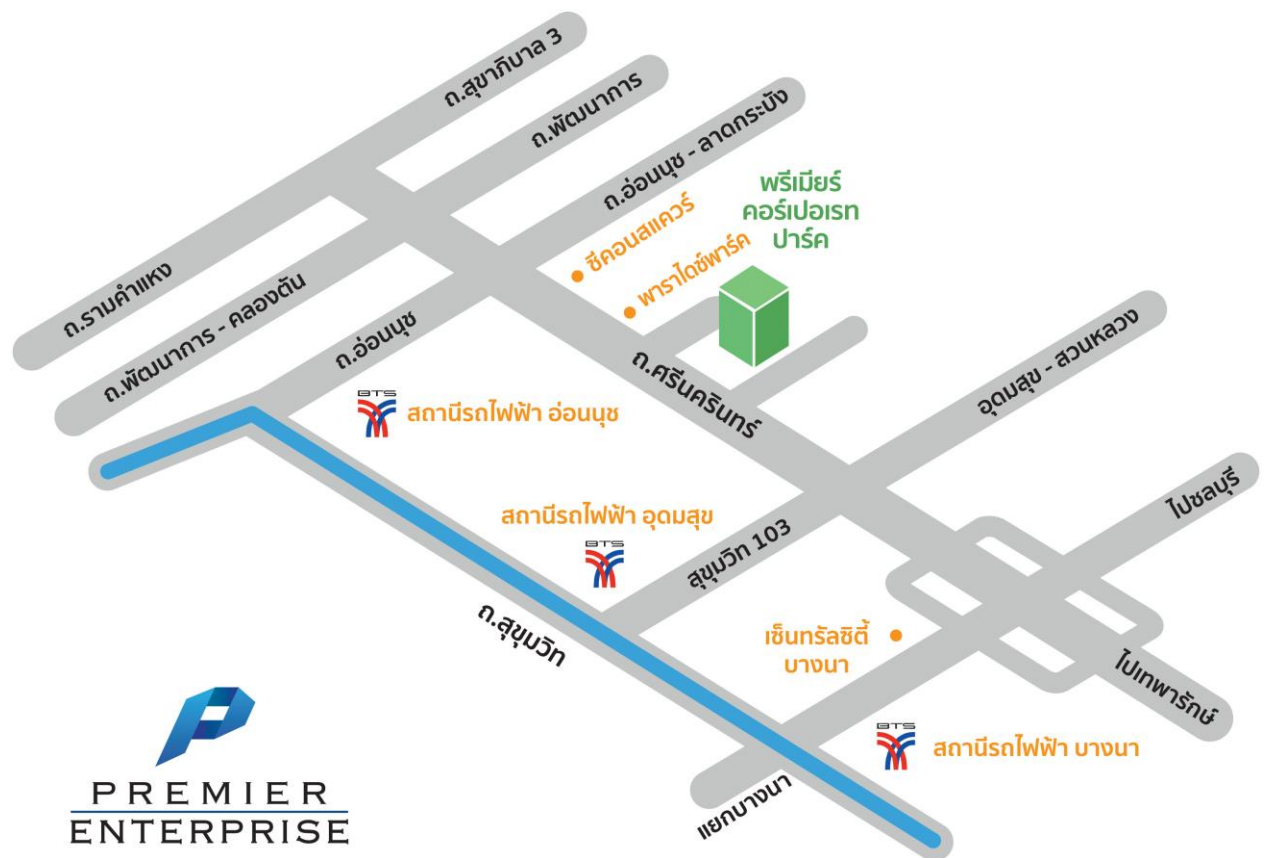 ถ.สุขาภิบาล 3
ถ.พัฒนาการ
ถ.อ่อนนุช - ลาดกระบัง
พรีเมียร์
คอร์เปอเรท
ปาร์ค
ซีคอนสแควร์
พาราไดซ์พาร์ค
ถ.รามคำแหง
ถ.พัฒนาการ - คลองตัน
ถ.อ่อนนุช
ถ.ศรีนครินทร์
อุดมสุข - สวนหลวง
BTS
สถานีรถไฟฟ้า อ่อนนุช
ไปชลบุรี
สถานีรถไฟฟ้า อุดมสุข
BTS
สุขุมวิท 103
ถ.สุขุมวิท
เซ็นทรัลซิตี้
บางนา
ไปเทพารักษ์
BTS
สถานีรถไฟฟ้า บางนา
แยกบางนา
PREMIER
ENTERPRISE